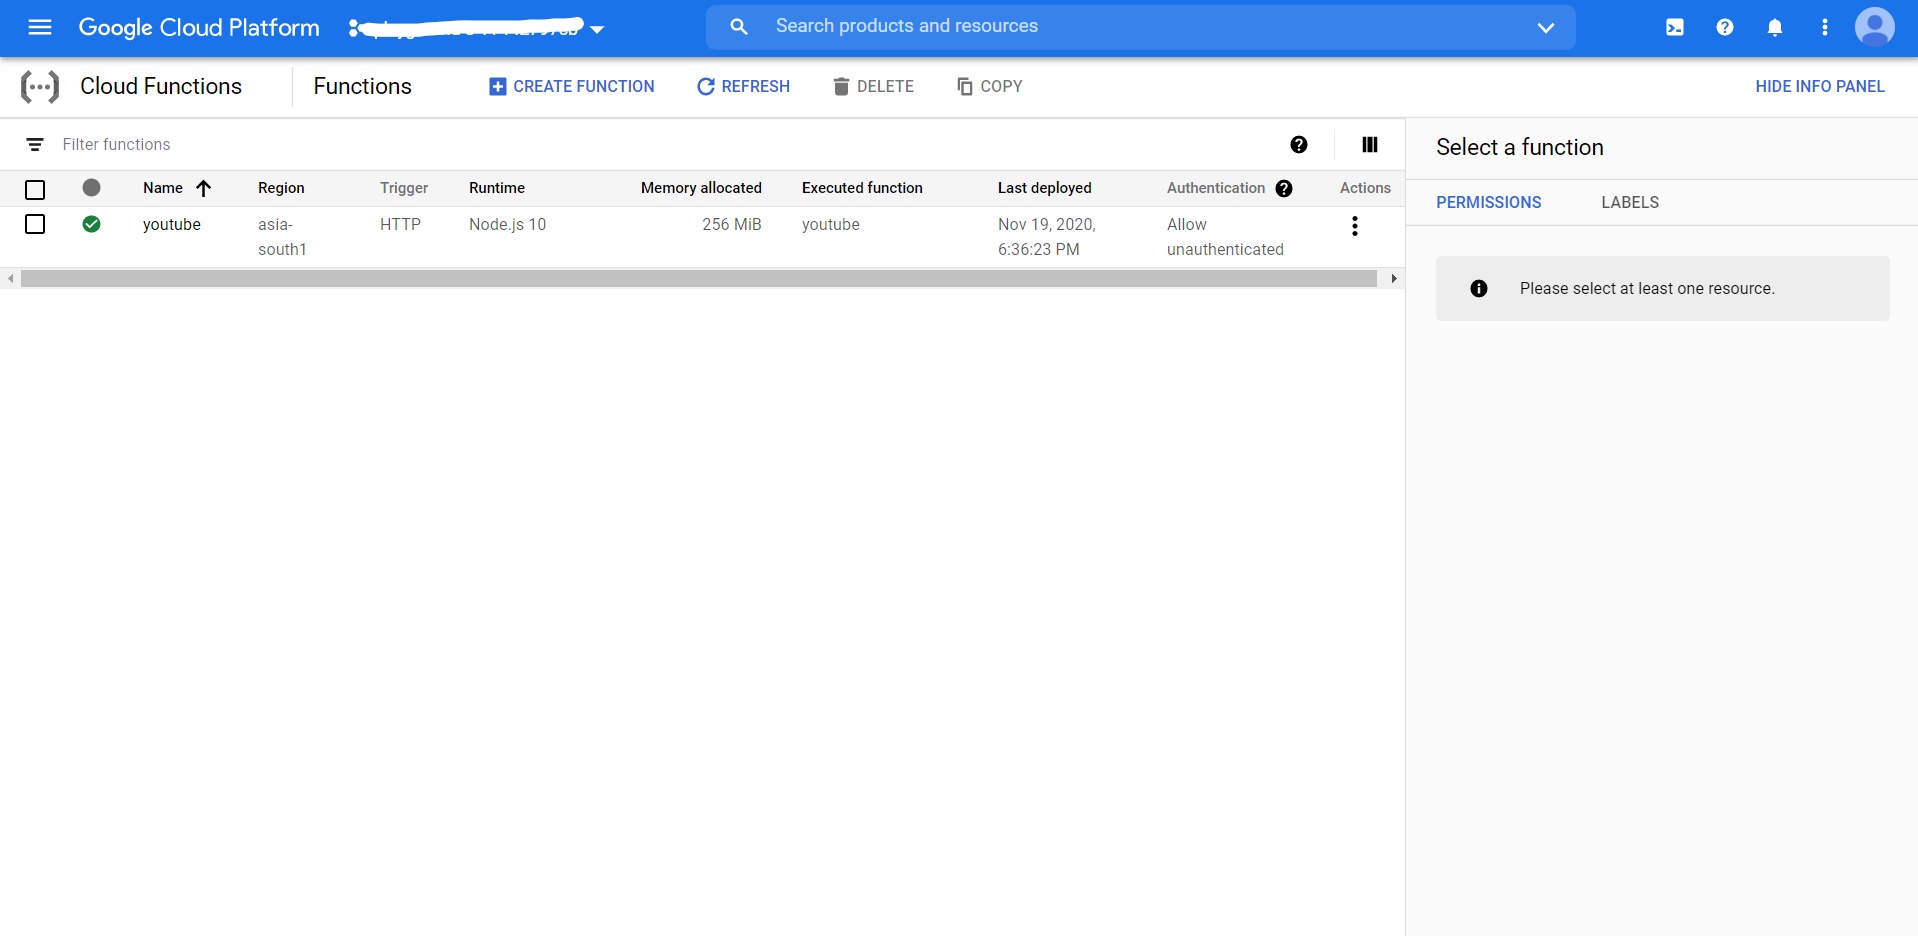 Google Cloud Platform
Search products and resources
Cloud Functions
Functions
CREATE FUNCTION
REFRESH
DELETE
COPY
HIDE INFO PANEL
Filter functions
Name Region Trigger Runtime Memory allocated Executed function Last deployed Authentication Actions
youtube asia- HTTP Node.js 10 256 MiB youtube Nov 19, 2020, Allow
south1 6:36:23 PM unauthenticated
Select a function
PERMISSIONS LABELS
Please select at least one resource.